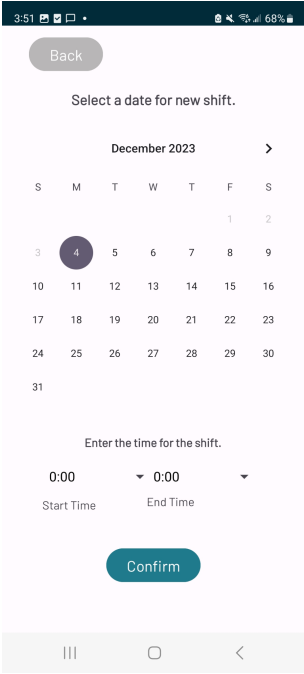 3:51 68%
Back
Select a date for new shift.
December 2023
S M T W T F S
1 2
3 4 5 6 7 8 9
10 11 12 13 14 15 16
17 18 19 20 21 22 23
24 25 26 27 28 29 30
31
Enter the time for the shift.
0:00 0:00
Start Time End Time
Confirm